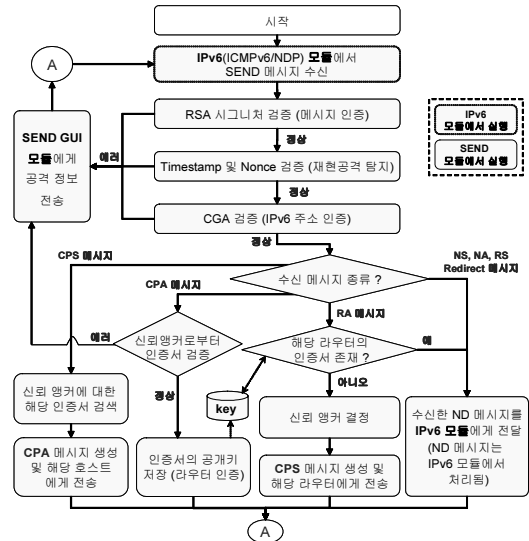 시작
A
IPv6(ICMPv6/NDP) 모듈에서
SEND 메시지 수신
RSA 시그니처 검증 (메시지 인증)
정상
Timestamp 및 Nonce 검증 (재현공격 탐지)
정상
CGA 검증 (IPv6 주소 인증)
정상
에러
SEND GUI
모듈에게
공격 정보
전송
IPv6
모듈에서 실행
SEND
모듈에서 실행
수신 메시지 종류 ?
CPS 메시지
CPA 메시지
RA 메시지
NS, NA, RS
Redirect 메시지
에러
신뢰앵커로부터
인증서 검증
정상
해당 라우터의
인증서 존재 ?
예
아니오
key
신뢰 앵커에 대한
해당 인증서 검색
CPA 메시지 생성
및 해당 호스트
에게 전송
인증서의 공개키
저장 (라우터 인증)
신뢰 앵커 결정
CPS 메시지 생성 및
해당 라우터에게 전송
수신한 ND 메시지를
IPv6 모듈에게 전달
(ND 메시지는
IPv6 모듈에서
처리됨)
A